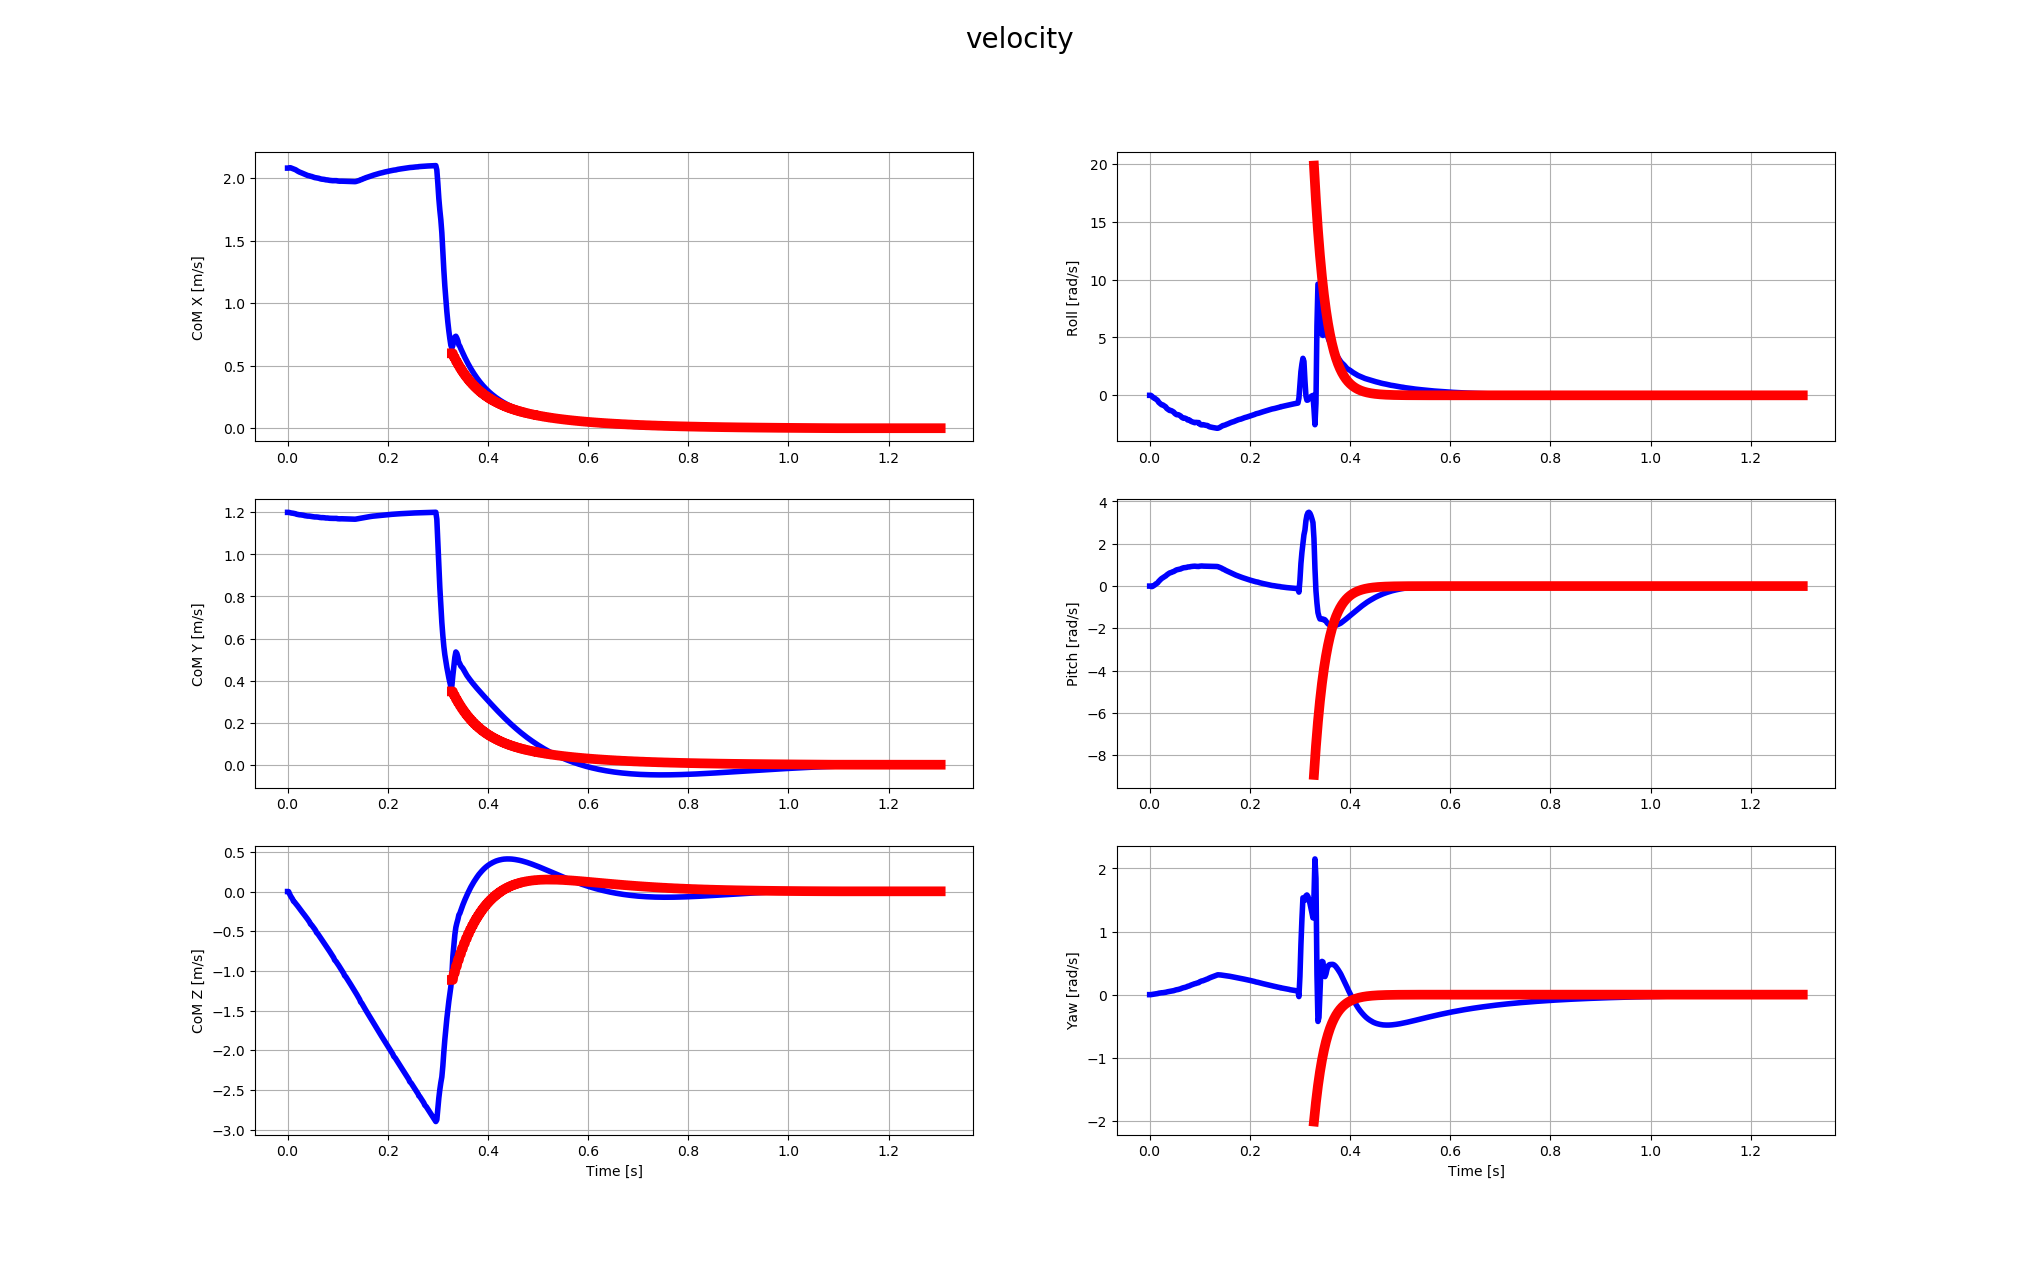 velocity
CoM X [m/s]
2.0
1.5
1.0
0.5
0.0
0.0 0.2 0.4 0.6 0.8 1.0 1.2
Roll [rad/s]
20
15
10
5
0
0.0 0.2 0.4 0.6 0.8 1.0 1.2
CoM Y [m/s]
1.2
1.0
0.8
0.6
0.4
0.2
0.0
0.0 0.2 0.4 0.6 0.8 1.0 1.2
Pitch [rad/s]
4
2
0
−2
−4
−6
−8
0.0 0.2 0.4 0.6 0.8 1.0 1.2
CoM Z [m/s]
0.5
0.0
−0.5
−1.0
−1.5
−2.0
−2.5
−3.0
0.0 0.2 0.4 0.6 0.8 1.0 1.2
Time [s]
Yaw [rad/s]
2
1
0
−1
−2
0.0 0.2 0.4 0.6 0.8 1.0 1.2
Time [s]